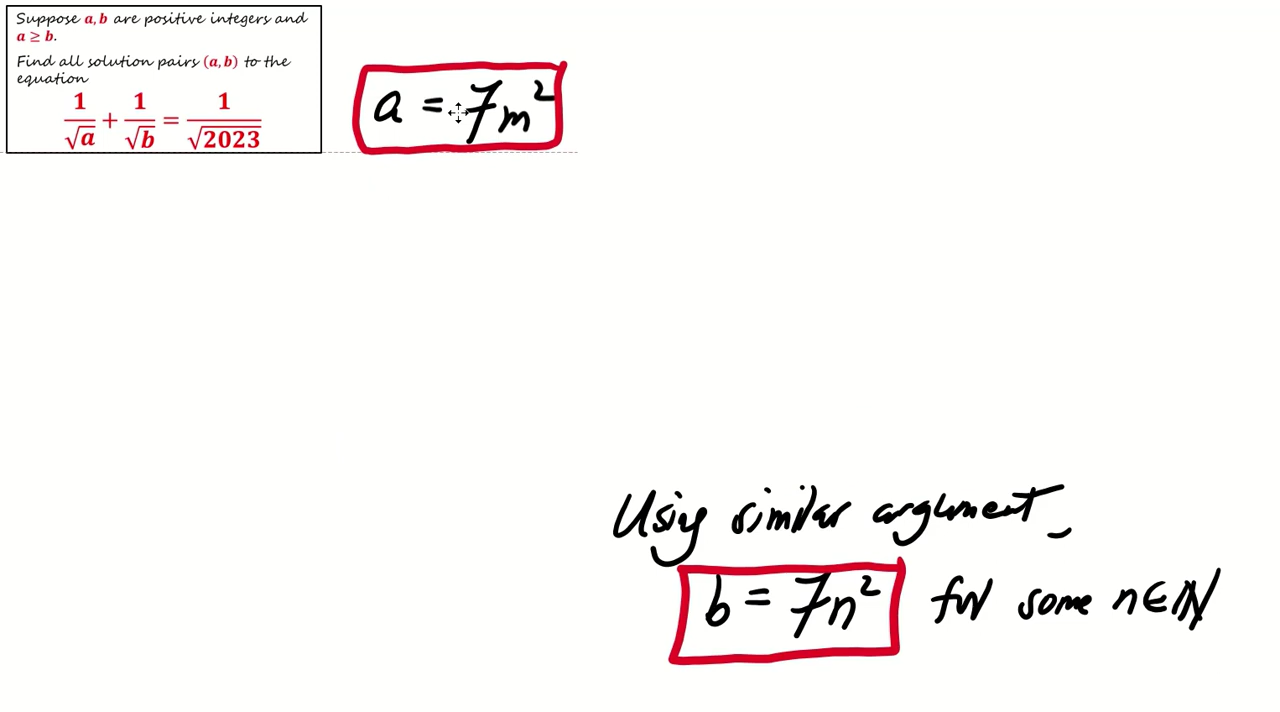 Suppose a, b are positive integers and
a ≥ b.
Find all solution pairs (a, b) to the
equation
1/√a + 1/√b = 1/√2023
a = 7m²
Using similar argument,
b = 7n² for some n∈ℕ